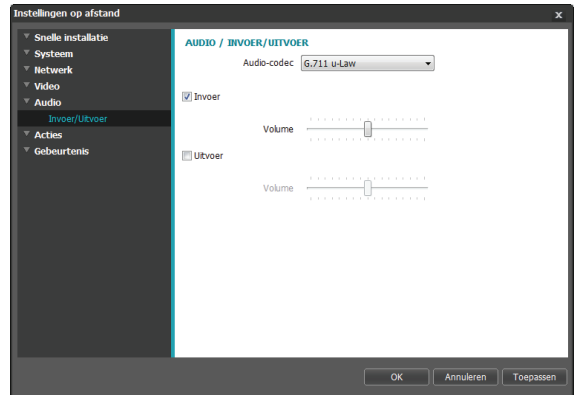 Instellingen op afstand
x
Snelle installatie
Systeem
Netwerk
Video
Audio
Invoer/Uitvoer
Acties
Gebeurtenis
AUDIO / INVOER/UITVOER
Audio-codec G.711 u-Law
Invoer
Volume
Uitvoer
Volume
OK Annuleren Toepassen